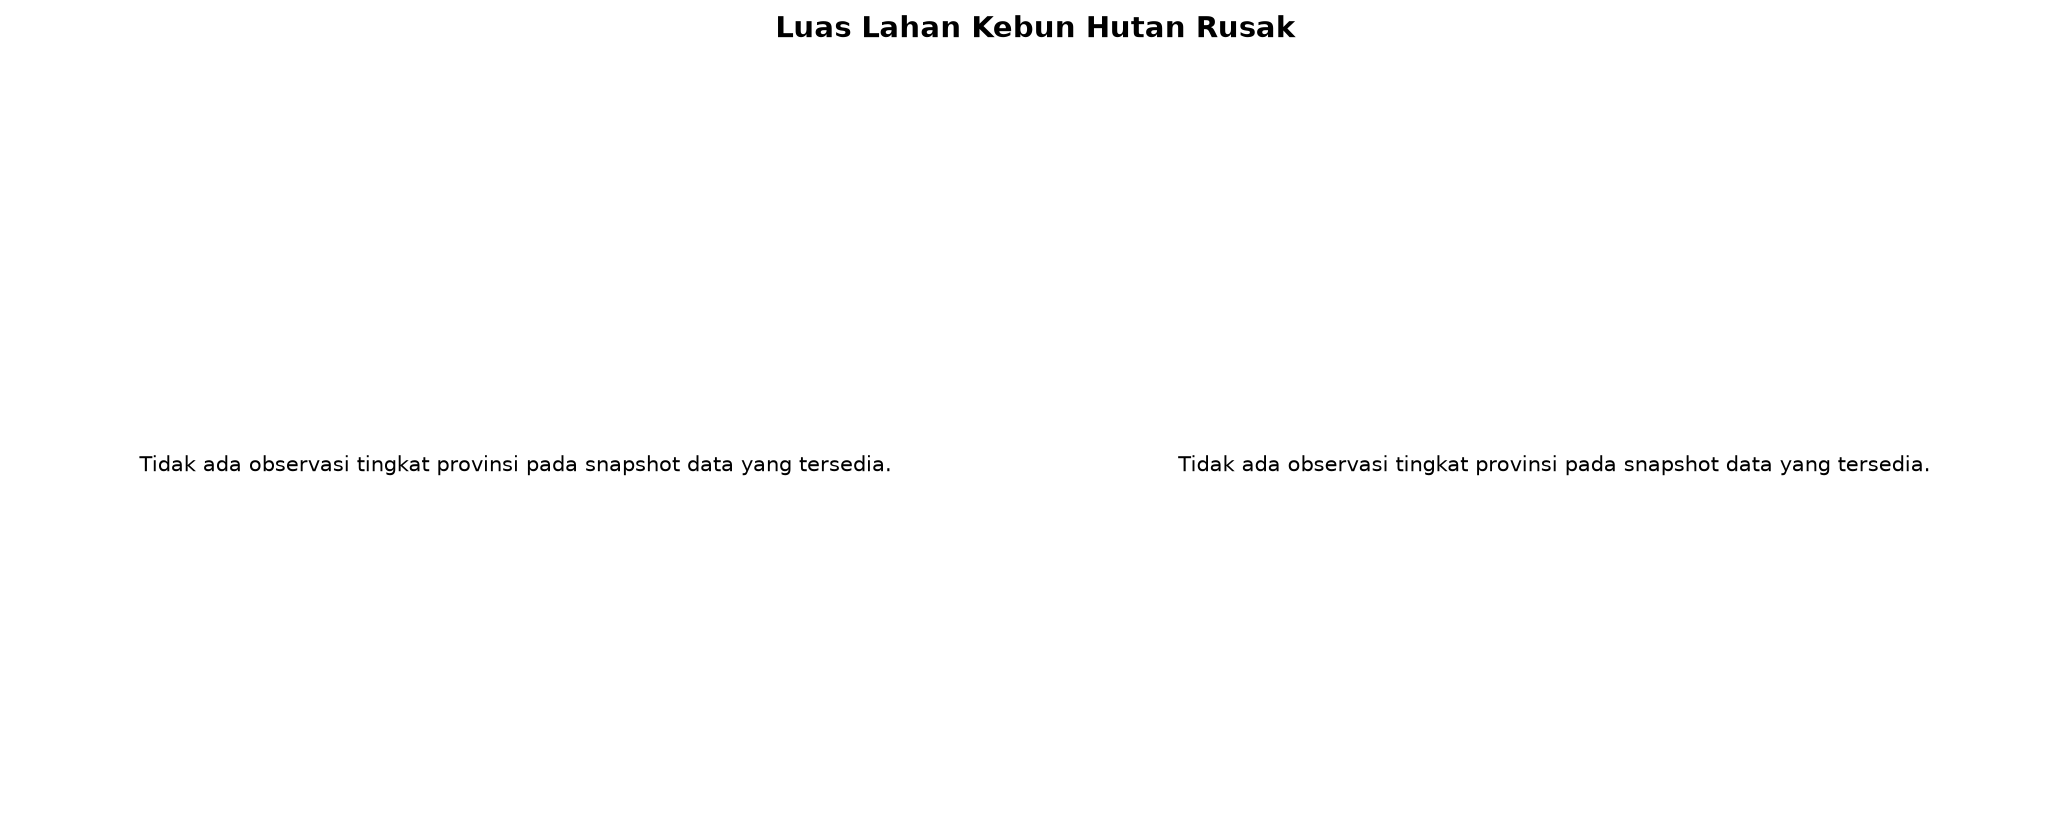 Luas Lahan Kebun Hutan Rusak
Tidak ada observasi tingkat provinsi pada snapshot data yang tersedia.
Tidak ada observasi tingkat provinsi pada snapshot data yang tersedia.